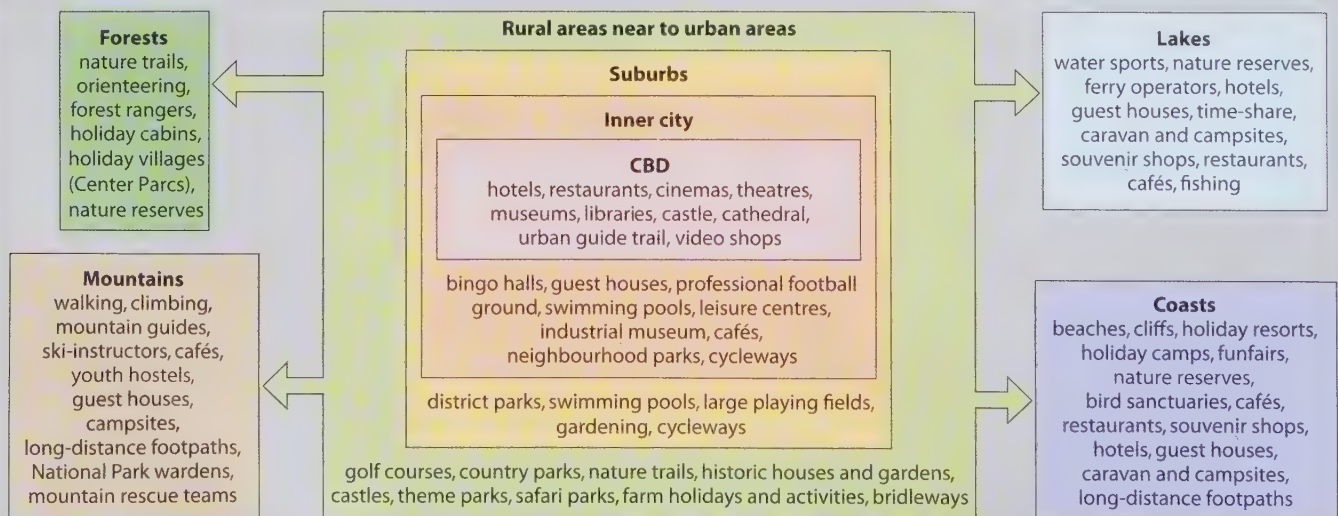 Forests
nature trails,
orienteering,
forest rangers,
holiday cabins,
holiday villages
(Center Parcs),
nature reserves
Mountains
walking, climbing,
mountain guides,
ski-instructors, cafés,
youth hostels,
guest houses,
campsites,
long-distance footpaths,
National Park wardens,
mountain rescue teams
Rural areas near to urban areas
Suburbs
Inner city
CBD
hotels, restaurants, cinemas, theatres,
museums, libraries, castle, cathedral,
urban guide trail, video shops
bingo halls, guest houses, professional football
ground, swimming pools, leisure centres,
industrial museum, cafés,
neighbourhood parks, cycleways
district parks, swimming pools, large playing fields,
gardening, cycleways
golf courses, country parks, nature trails, historic houses and gardens,
castles, theme parks, safari parks, farm holidays and activities, bridleways
Lakes
water sports, nature reserves,
ferry operators, hotels,
guest houses, time-share,
caravan and campsites,
souvenir shops, restaurants,
cafés, fishing
Coasts
beaches, cliffs, holiday resorts,
holiday camps, funfairs,
nature reserves,
bird sanctuaries, cafés,
restaurants, souvenir shops,
hotels, guest houses,
caravan and campsites,
long-distance footpaths